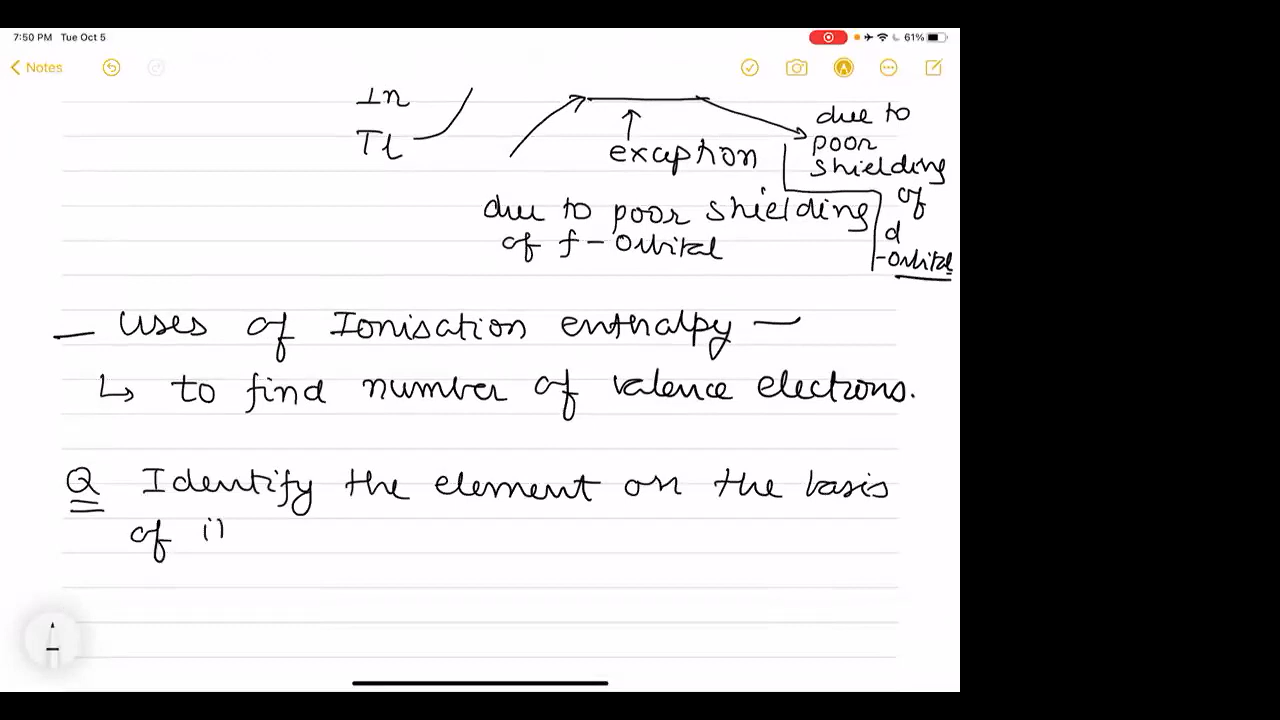 7:50 PM Tue Oct 5
61%
Notes
In
Tl
excaption
due to
poor
shielding
of
d
-orbital
due to poor shielding
of f-orbital
— uses of Ionisation enthalpy —
↳ to find number of valence electrons.
Q Identify the element on the basis
of